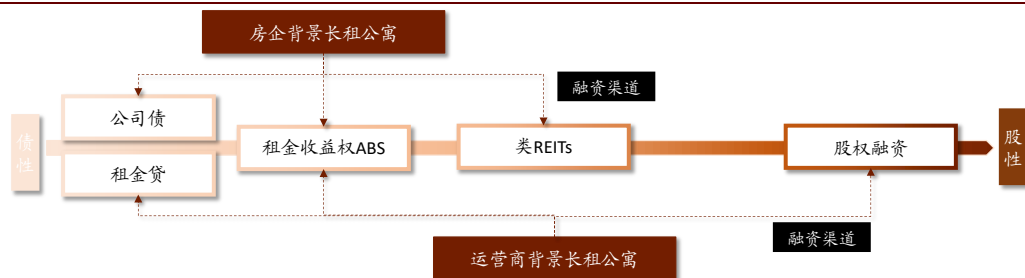 房企背景长租公寓
融资渠道
公司债
债性
租金收益权ABS
类REITs
股权融资
股性
租金贷
融资渠道
运营商背景长租公寓